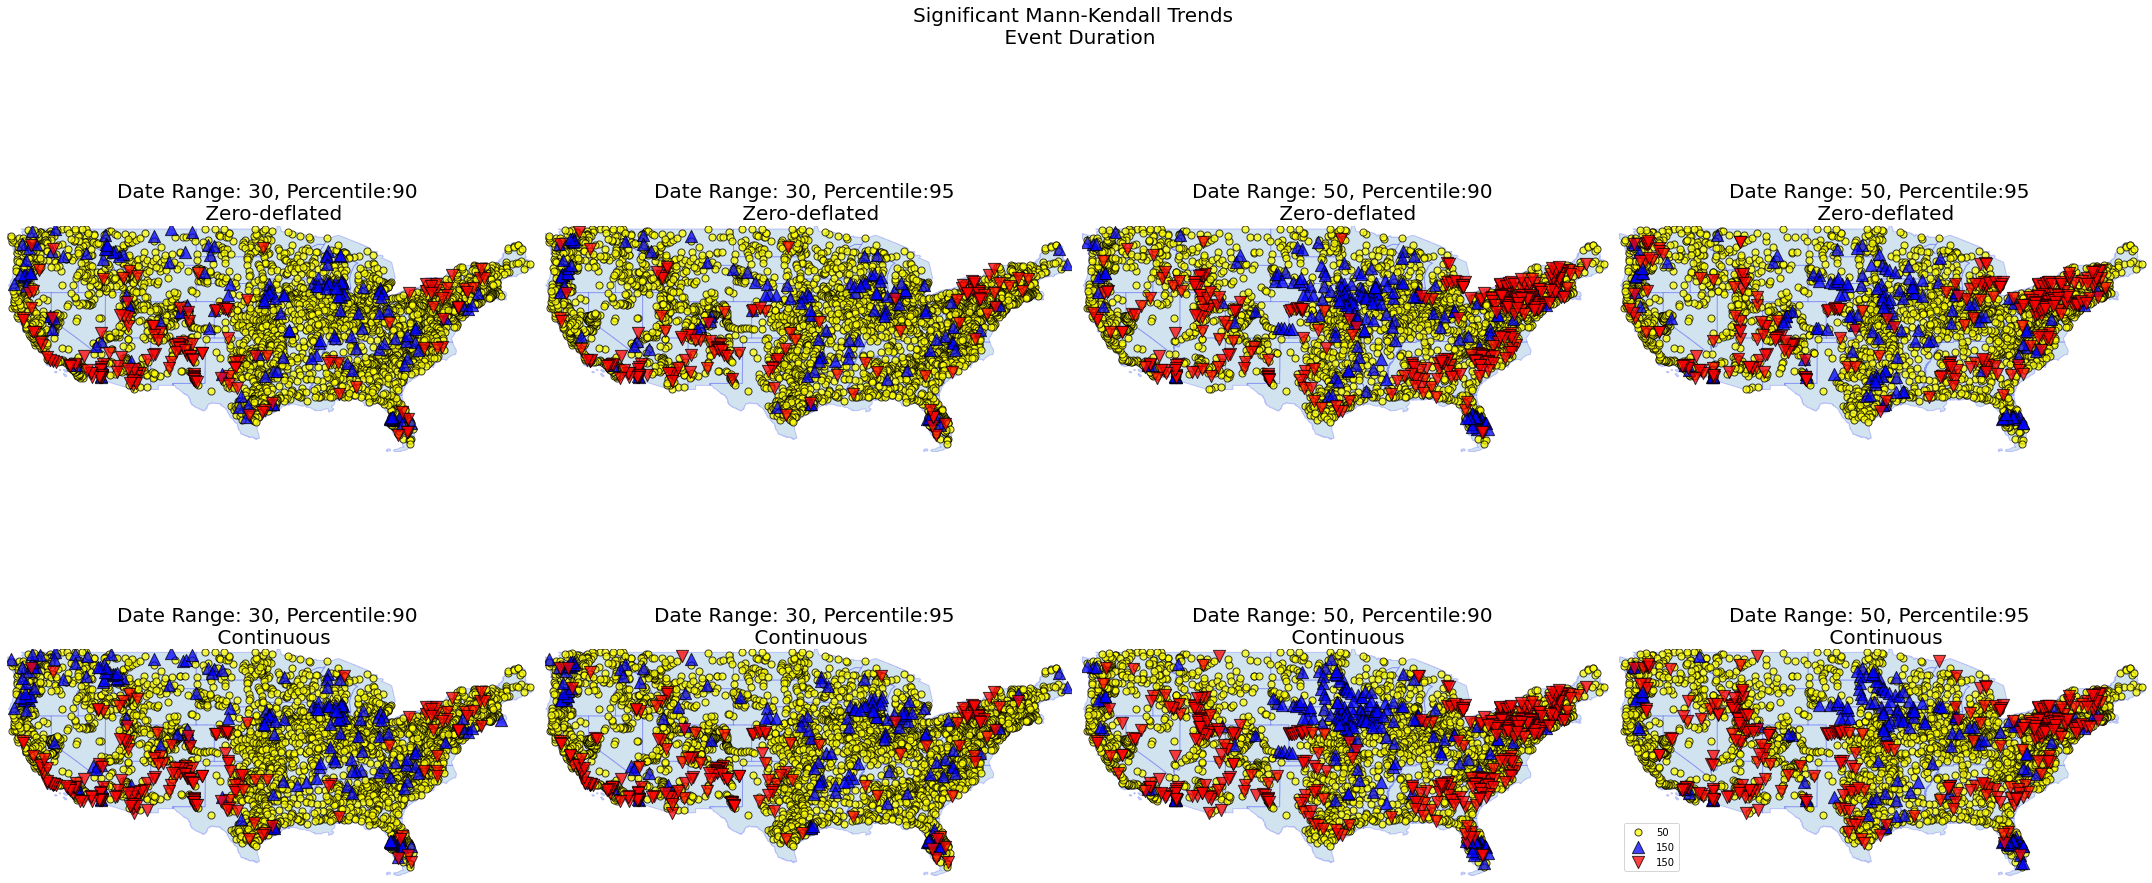 Significant Mann-Kendall Trends
Event Duration
Date Range: 30, Percentile:90
Zero-deflated
Date Range: 30, Percentile:95
Zero-deflated
Date Range: 50, Percentile:90
Zero-deflated
Date Range: 50, Percentile:95
Zero-deflated
Date Range: 30, Percentile:90
Continuous
Date Range: 30, Percentile:95
Continuous
Date Range: 50, Percentile:90
Continuous
Date Range: 50, Percentile:95
Continuous
50
150
150